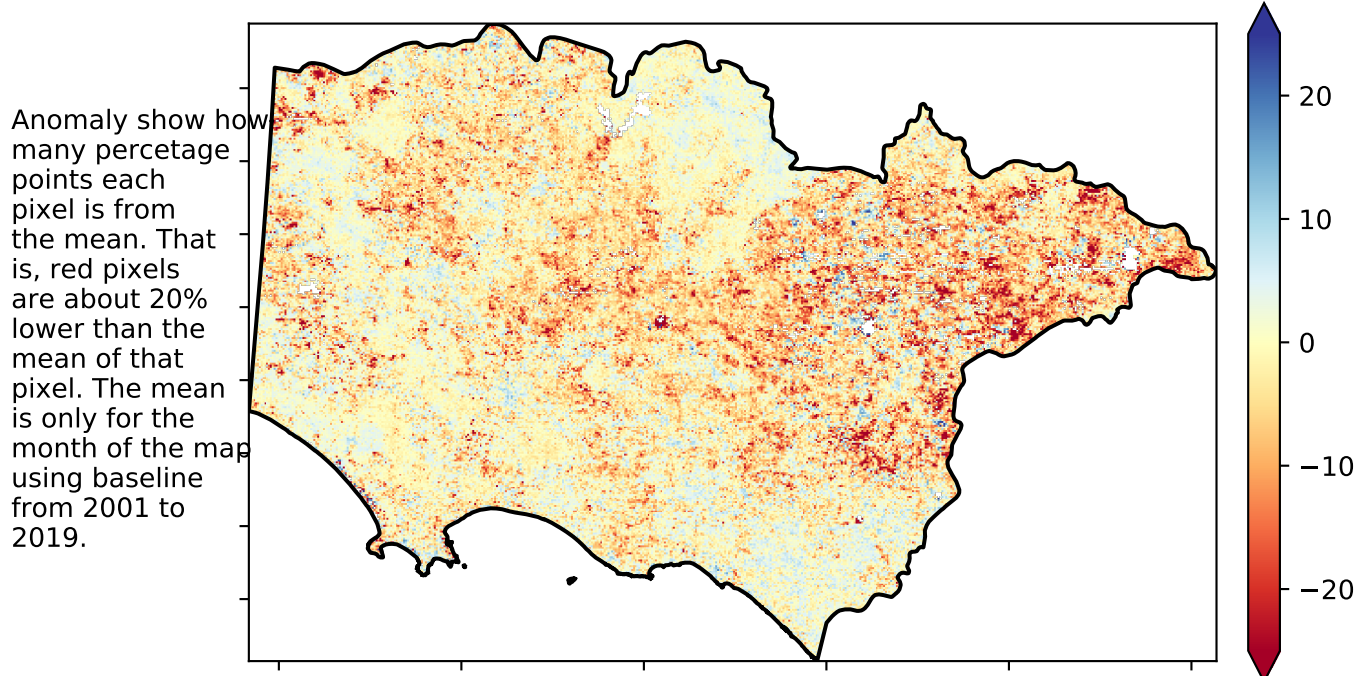 Anomaly show how
many percetage
points each
pixel is from
the mean. That
is, red pixels
are about 20%
lower than the
mean of that
pixel. The mean
is only for the
month of the map
using baseline
from 2001 to
2019.
20
10
0
−10
−20